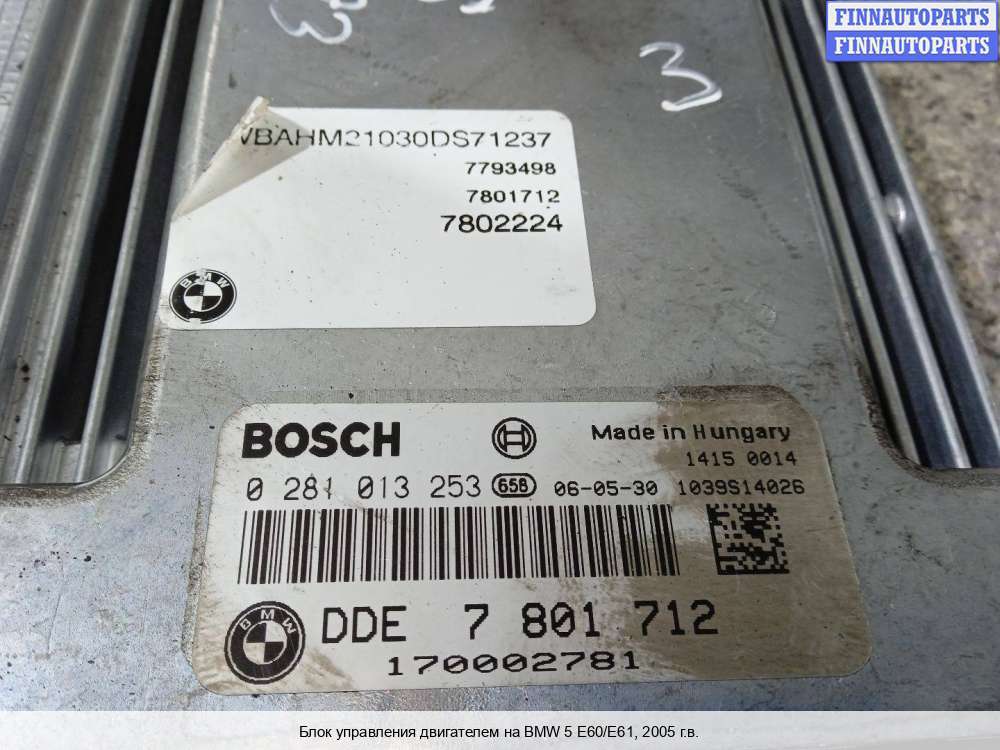 FINNAUTOPARTS
FINNAUTOPARTS
3
VBAHM21030DS71237
7793498
7801712
7802224
BMW
BOSCH
Made in Hungary
1415 0014
0 281 013 253 658 06-05-30 1039S14026
BMW
DDE 7 801 712
170002781
Блок управления двигателем на BMW 5 E60/E61, 2005 г.в.